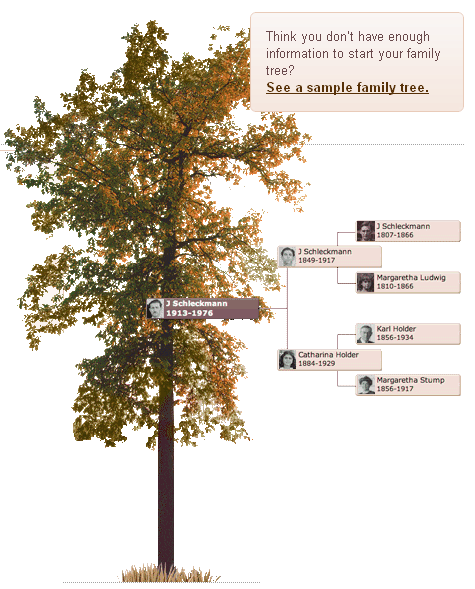 Think you don't have enough
information to start your family
tree?
See a sample family tree.
J Schleckmann
1807-1866
J Schleckmann
1849-1917
Margaretha Ludwig
1810-1866
J Schleckmann
1913-1976
Karl Holder
1856-1934
Catharina Holder
1884-1929
Margaretha Stump
1856-1917